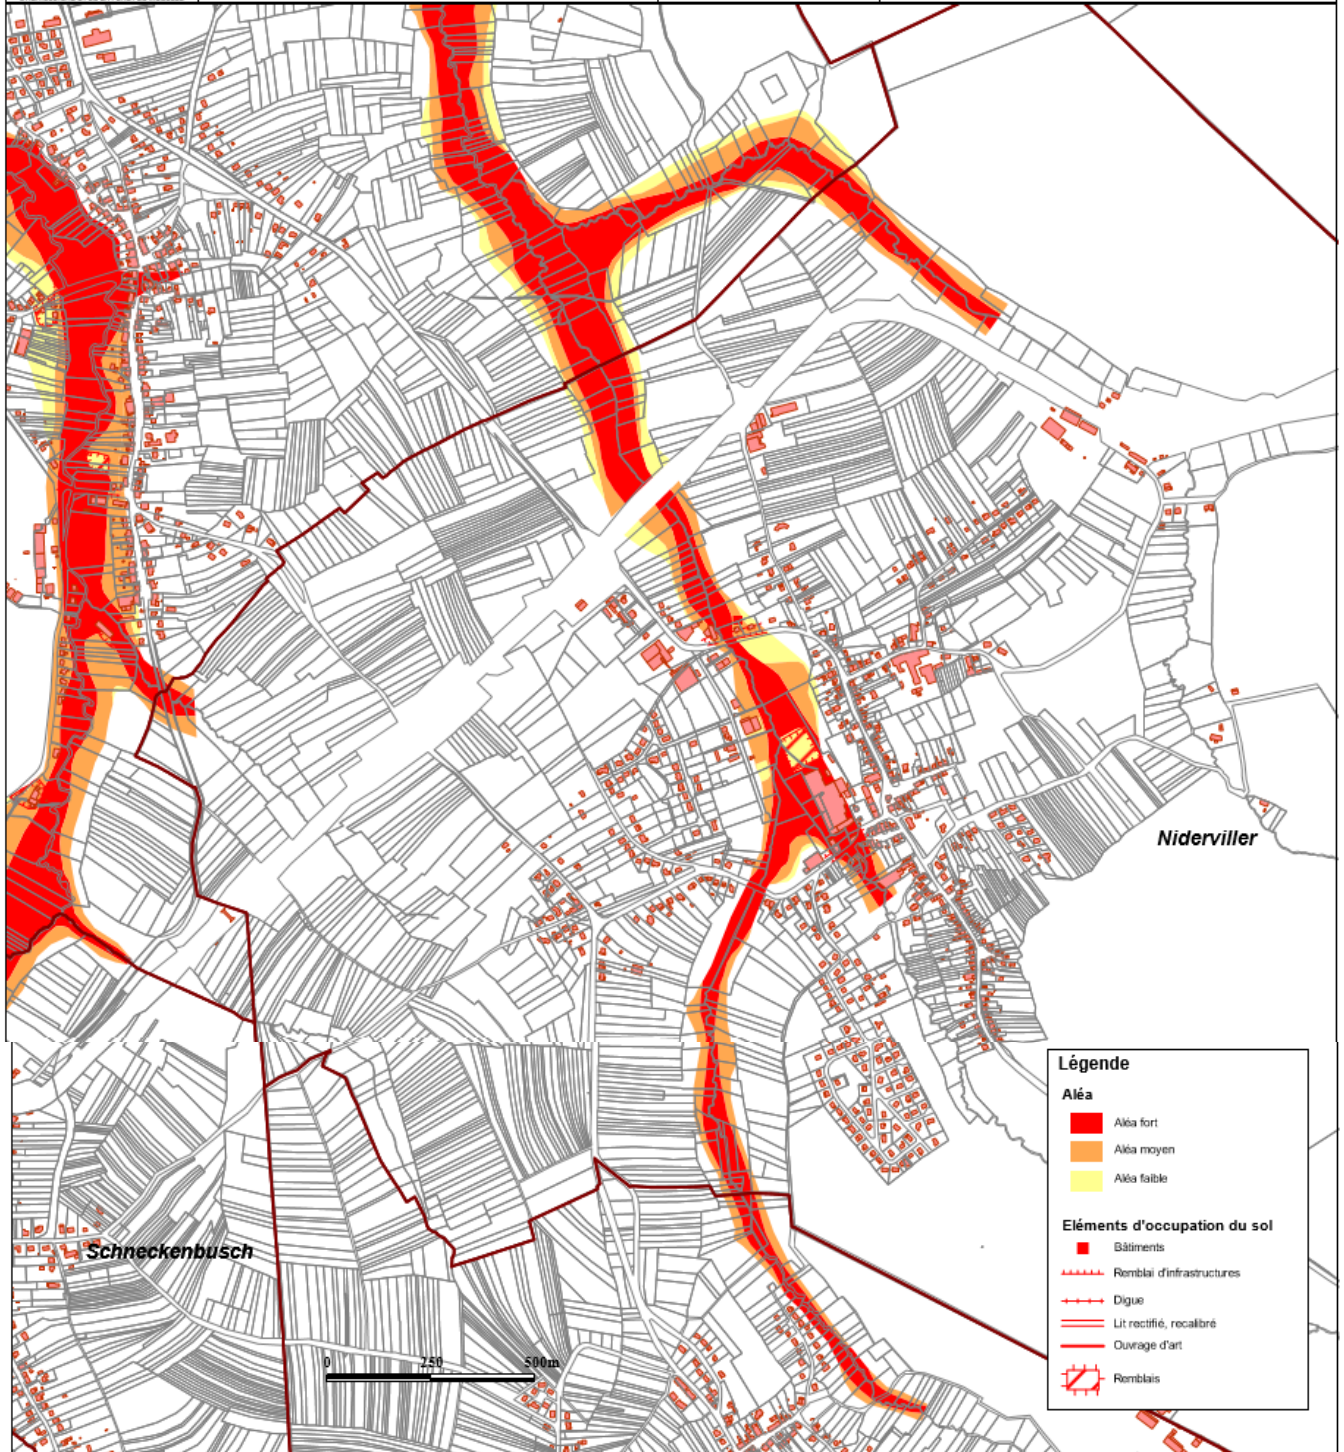 Niderviller
Légende
Aléa
Aléa fort
Aléa moyen
Aléa faible
Eléments d'occupation du sol
Bâtiments
Remblai d'infrastructures
Digue
Lit rectifié, recalibré
Ouvrage d'art
Remblais
Schneckenbusch
0 250 500m